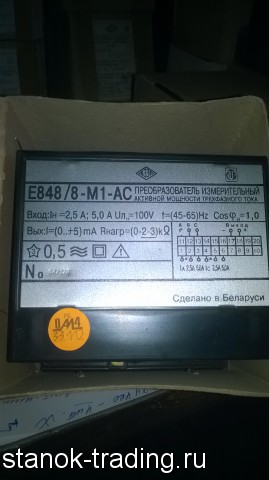 Е848/8-М1-АС ПРЕОБРАЗОВАТЕЛЬ ИЗМЕРИТЕЛЬНЫЙ
АКТИВНОЙ МОЩНОСТИ ТРЕХФАЗНОГО ТОКА
Вход:Iн =2,5 А; 5,0 А Uл,н=100V f=(45-65)Hz Cosφн=1,0
Вых:I=(0...±5)mA Rнагр=(0-2-3)kΩ
A B C Выход
0,5
No
Сделано в Беларуси
stanok-trading.ru